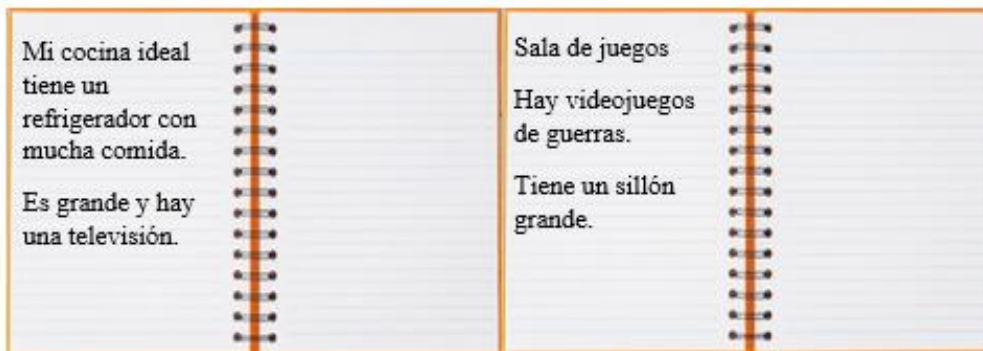 Mi cocina ideal
tiene un
refrigerador con
mucha comida.
Es grande y hay
una televisión.
Sala de juegos
Hay videojuegos
de guerras.
Tiene un sillón
grande.